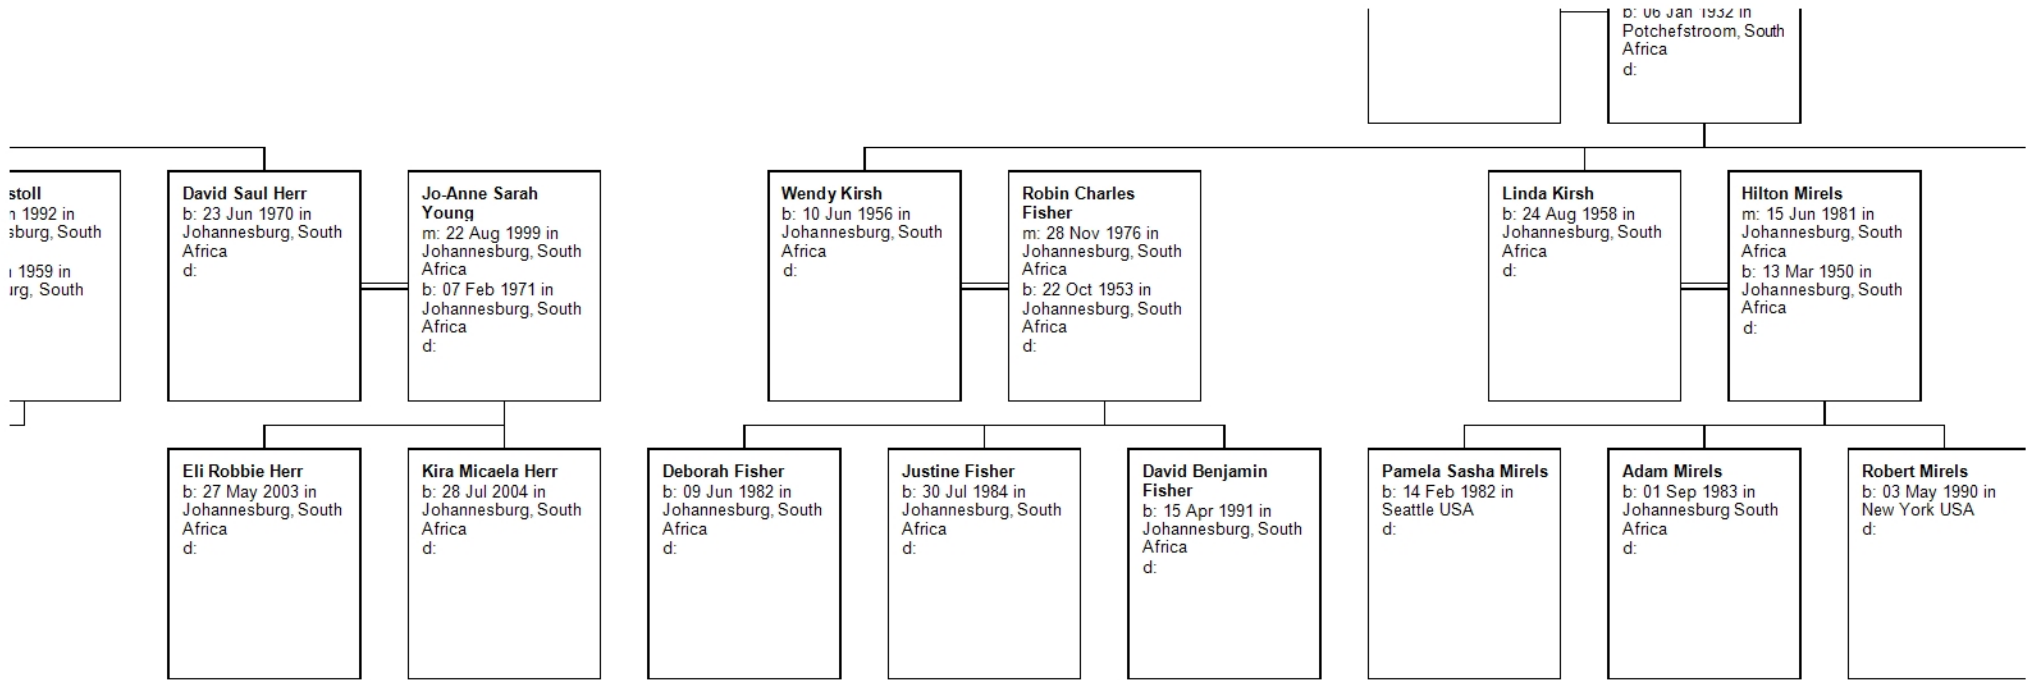 b: 06 Jan 1932 in
Potchefstroom, South
Africa
d:
stoll
1992 in
sburg, South
1959 in
urg, South
David Saul Herr
b: 23 Jun 1970 in
Johannesburg, South
Africa
d:
Jo-Anne Sarah
Young
m: 22 Aug 1999 in
Johannesburg, South
Africa
b: 07 Feb 1971 in
Johannesburg, South
Africa
d:
Wendy Kirsh
b: 10 Jun 1956 in
Johannesburg, South
Africa
d:
Robin Charles
Fisher
m: 28 Nov 1976 in
Johannesburg, South
Africa
b: 22 Oct 1953 in
Johannesburg, South
Africa
d:
Linda Kirsh
b: 24 Aug 1958 in
Johannesburg, South
Africa
d:
Hilton Mirels
m: 15 Jun 1981 in
Johannesburg, South
Africa
b: 13 Mar 1950 in
Johannesburg, South
Africa
d:
Eli Robbie Herr
b: 27 May 2003 in
Johannesburg, South
Africa
d:
Kira Micaela Herr
b: 28 Jul 2004 in
Johannesburg, South
Africa
d:
Deborah Fisher
b: 09 Jun 1982 in
Johannesburg, South
Africa
d:
Justine Fisher
b: 30 Jul 1984 in
Johannesburg, South
Africa
d:
David Benjamin
Fisher
b: 15 Apr 1991 in
Johannesburg, South
Africa
d:
Pamela Sasha Mirels
b: 14 Feb 1982 in
Seattle USA
d:
Adam Mirels
b: 01 Sep 1983 in
Johannesburg South
Africa
d:
Robert Mirels
b: 03 May 1990 in
New York USA
d: